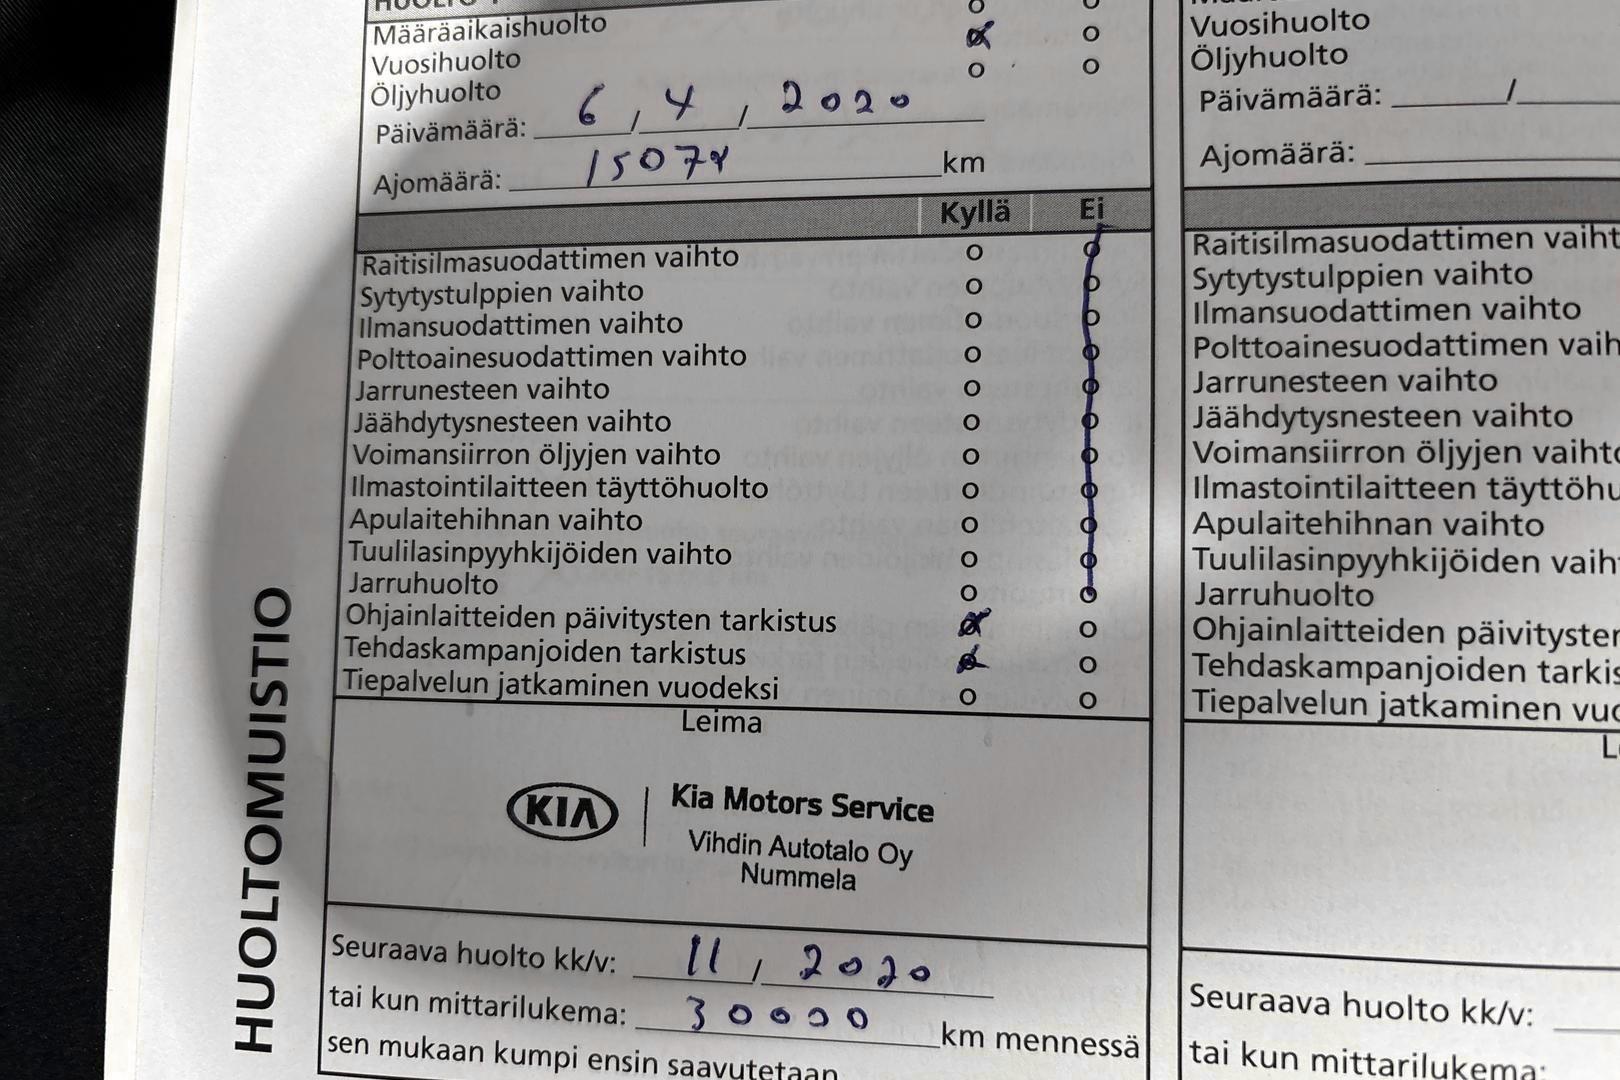 Määräaikaishuolto
Vuosihuolto
Öljyhuolto
Päivämäärä: 6 / 4 / 2020
Ajomäärä: km
Kyllä Ei
Raitisilmasuodattimen vaihto
Sytytystulppien vaihto
Ilmansuodattimen vaihto
Polttoainesuodattimen vaihto
Jarrunesteen vaihto
Jäähdytysnesteen vaihto
Voimansiirron öljyjen vaihto
Ilmastointilaitteen täyttöhuolto
Apulaitehihnan vaihto
Tuulilasinpyyhkijöiden vaihto
Jarruhuolto
Ohjainlaitteiden päivitysten tarkistus
Tehdaskampanjoiden tarkistus
Tiepalvelun jatkaminen vuodeksi
Leima
KIA
Kia Motors Service
Vihdin Autotalo Oy
Nummela
Seuraava huolto kk/v: 11 / 2020
tai kun mittarilukema: 30000 km mennessä
sen mukaan kumpi ensin saavutetaan
HUOLTOMUISTIO
Vuosihuolto
Öljyhuolto
Päivämäärä: /
Ajomäärä:
Raitisilmasuodattimen vaiht
Sytytystulppien vaihto
Ilmansuodattimen vaihto
Polttoainesuodattimen vaih
Jarrunesteen vaihto
Jäähdytysnesteen vaihto
Voimansiirron öljyjen vaihto
Ilmastointilaitteen täyttöhu
Apulaitehihnan vaihto
Tuulilasinpyyhkijöiden vaih
Jarruhuolto
Ohjainlaitteiden päivitysten
Tehdaskampanjoiden tarkis
Tiepalvelun jatkaminen vuo
Seuraava huolto kk/v:
tai kun mittarilukema: